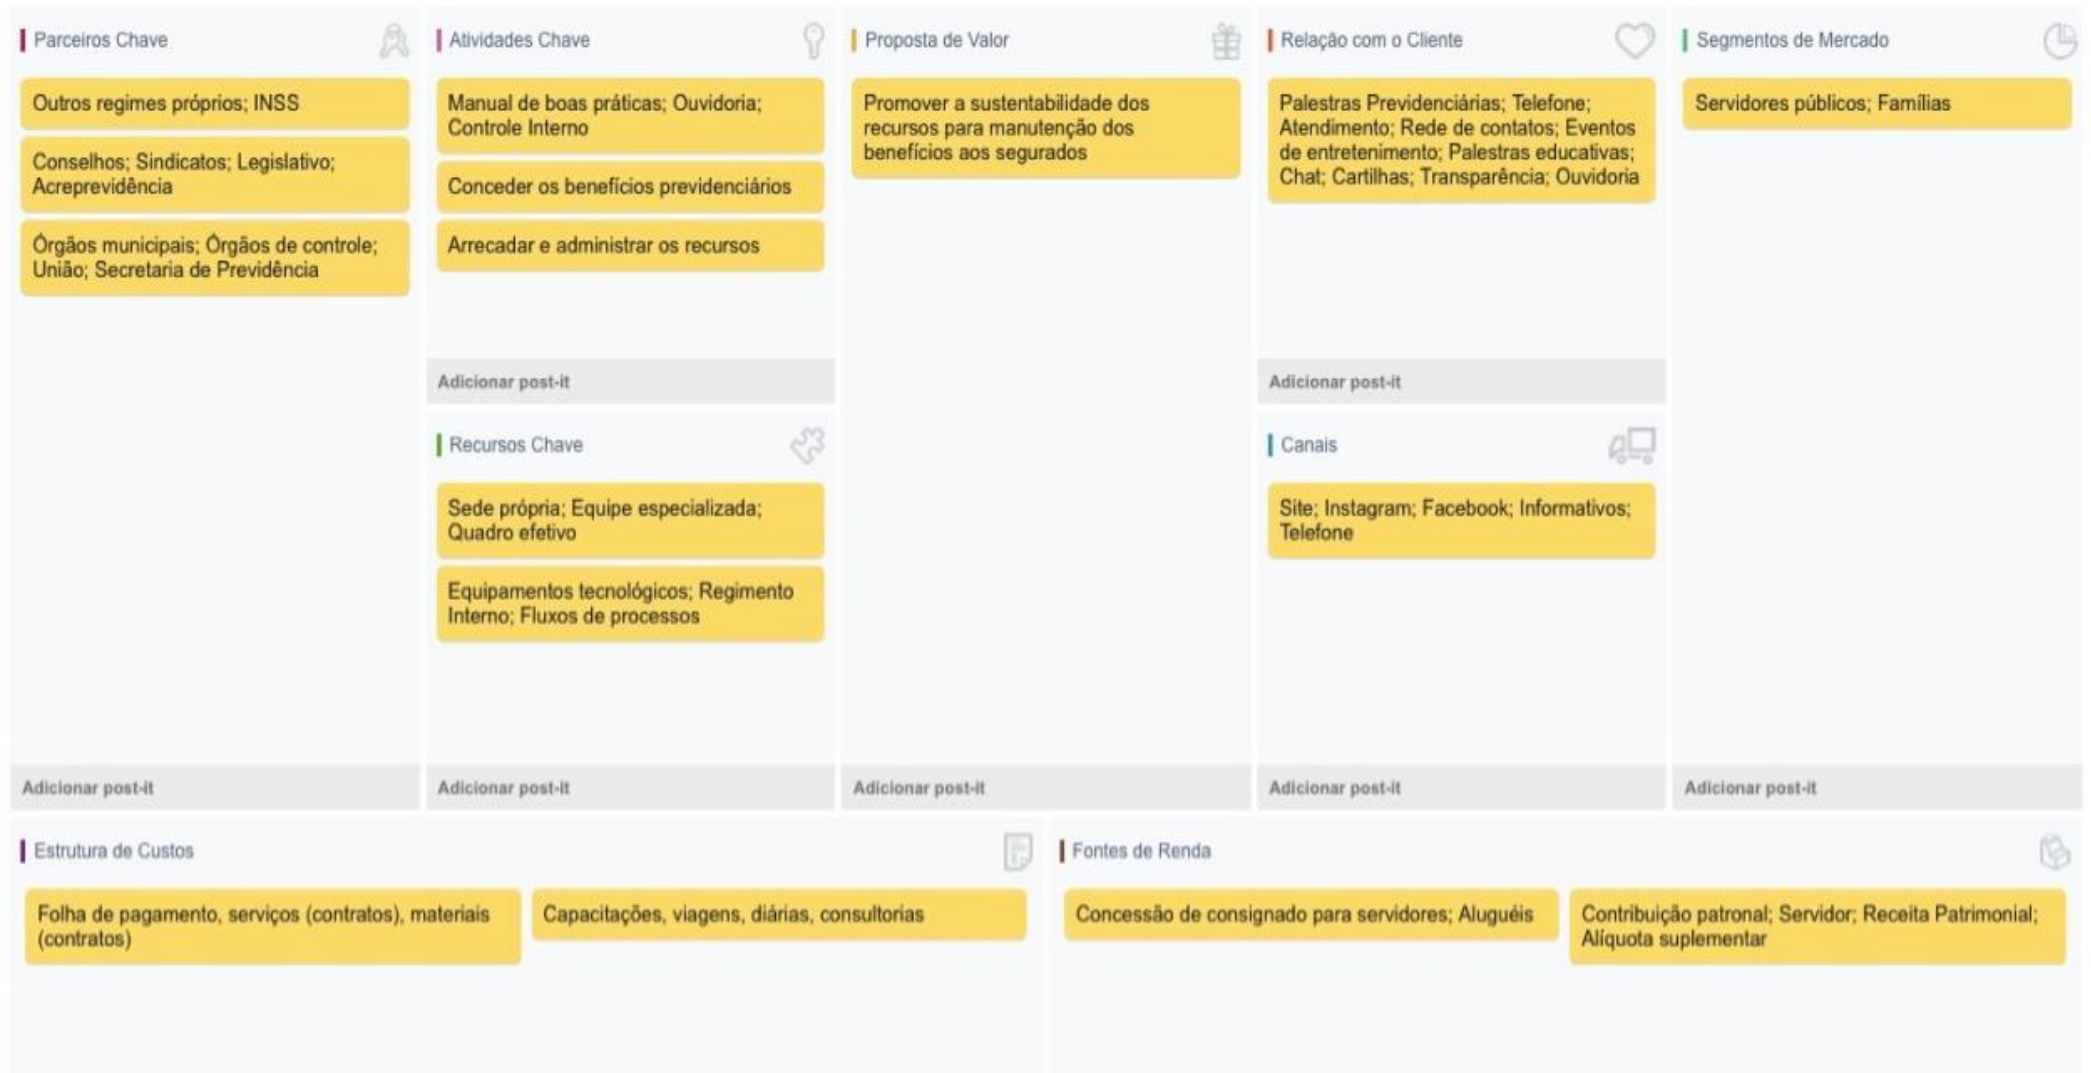 Parceiros Chave
Outros regimes próprios; INSS
Conselhos; Sindicatos; Legislativo;
Acreprevidência
Órgãos municipais; Órgãos de controle;
União; Secretaria de Previdência
Adicionar post-it
Atividades Chave
Manual de boas práticas; Ouvidoria;
Controle Interno
Conceder os benefícios previdenciários
Arrecadar e administrar os recursos
Adicionar post-it
Recursos Chave
Sede própria; Equipe especializada;
Quadro efetivo
Equipamentos tecnológicos; Regimento
Interno; Fluxos de processos
Adicionar post-it
Proposta de Valor
Promover a sustentabilidade dos
recursos para manutenção dos
benefícios aos segurados
Adicionar post-it
Relação com o Cliente
Palestras Previdenciárias; Telefone;
Atendimento; Rede de contatos; Eventos
de entretenimento; Palestras educativas;
Chat; Cartilhas; Transparência; Ouvidoria
Adicionar post-it
Canais
Site; Instagram; Facebook; Informativos;
Telefone
Adicionar post-it
Segmentos de Mercado
Servidores públicos; Famílias
Adicionar post-it
Estrutura de Custos
Folha de pagamento, serviços (contratos), materiais
(contratos)
Capacitações, viagens, diárias, consultorias
Fontes de Renda
Concessão de consignado para servidores; Aluguéis
Contribuição patronal; Servidor; Receita Patrimonial;
Alíquota suplementar